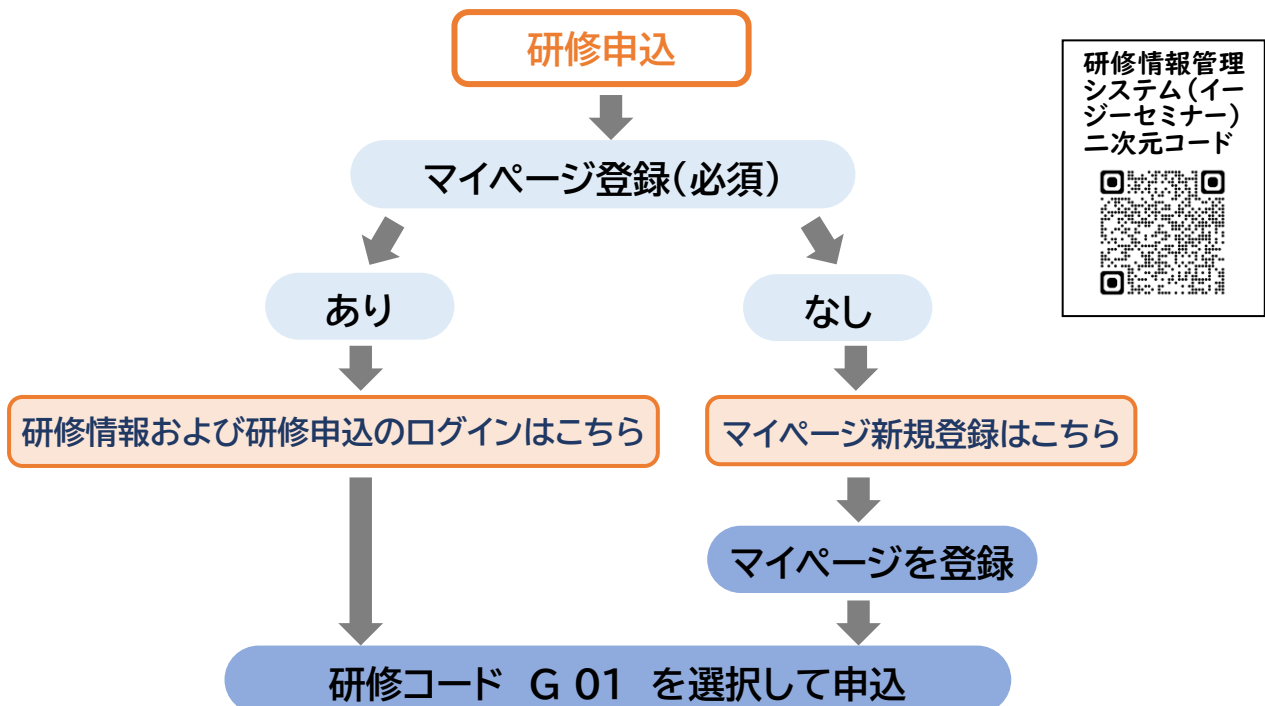 研修申込
研修情報管理
システム(イー
ジーセミナー)
二次元コード
マイページ登録(必須)
あり
なし
研修情報および研修申込のログインはこちら
マイページ新規登録はこちら
マイページを登録
研修コード G 01 を選択して申込